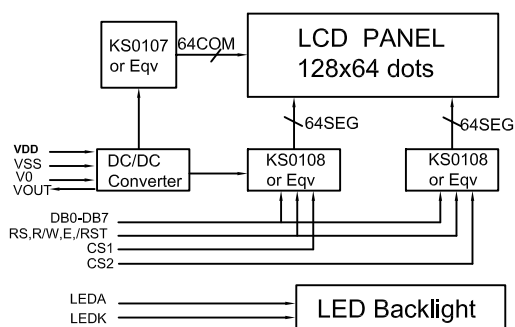 KS0107
or Eqv
64COM
LCD PANEL
128x64 dots
64SEG
64SEG
VDD
VSS
V0
VOUT
DC/DC
Converter
KS0108
or Eqv
KS0108
or Eqv
DB0-DB7
RS,R/W,E,/RST
CS1
CS2
LEDA
LEDK
LED Backlight